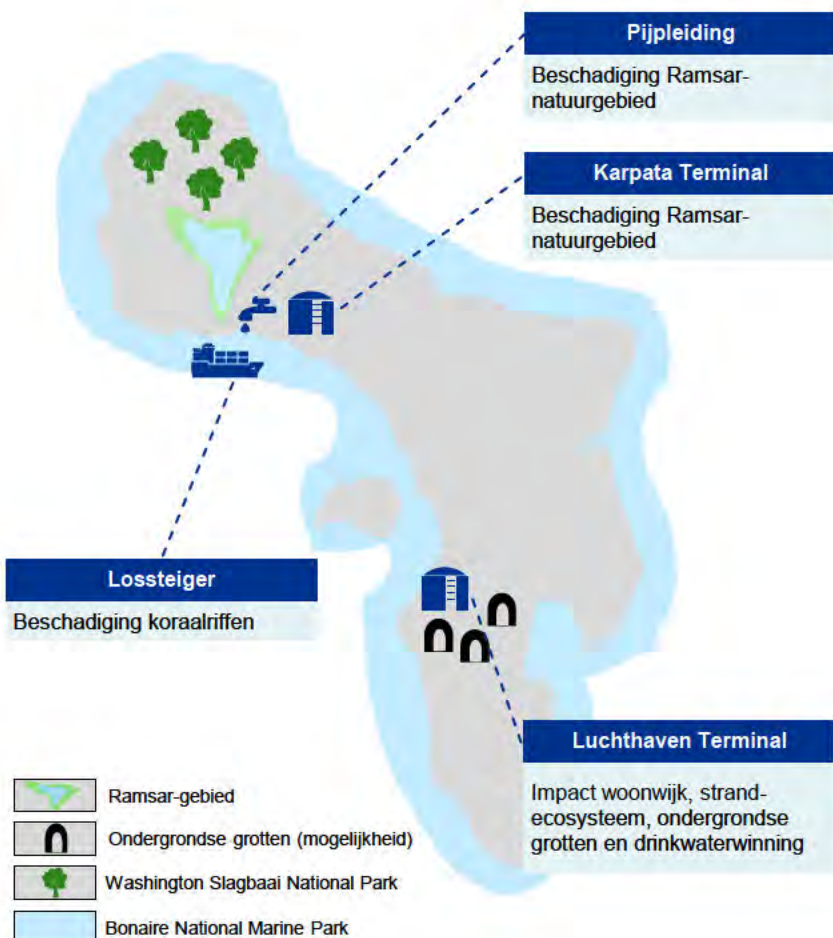 Pijpleiding
Beschadiging Ramsar-
natuurgebied
Karpata Terminal
Beschadiging Ramsar-
natuurgebied
Lossteiger
Beschadiging koraalriffen
Luchthaven Terminal
Impact woonwijk, strand-
ecosysteem, ondergrondse
grotten en drinkwaterwinning
Ramsar-gebied
Ondergrondse grotten (mogelijkheid)
Washington Slagbaai National Park
Bonaire National Marine Park